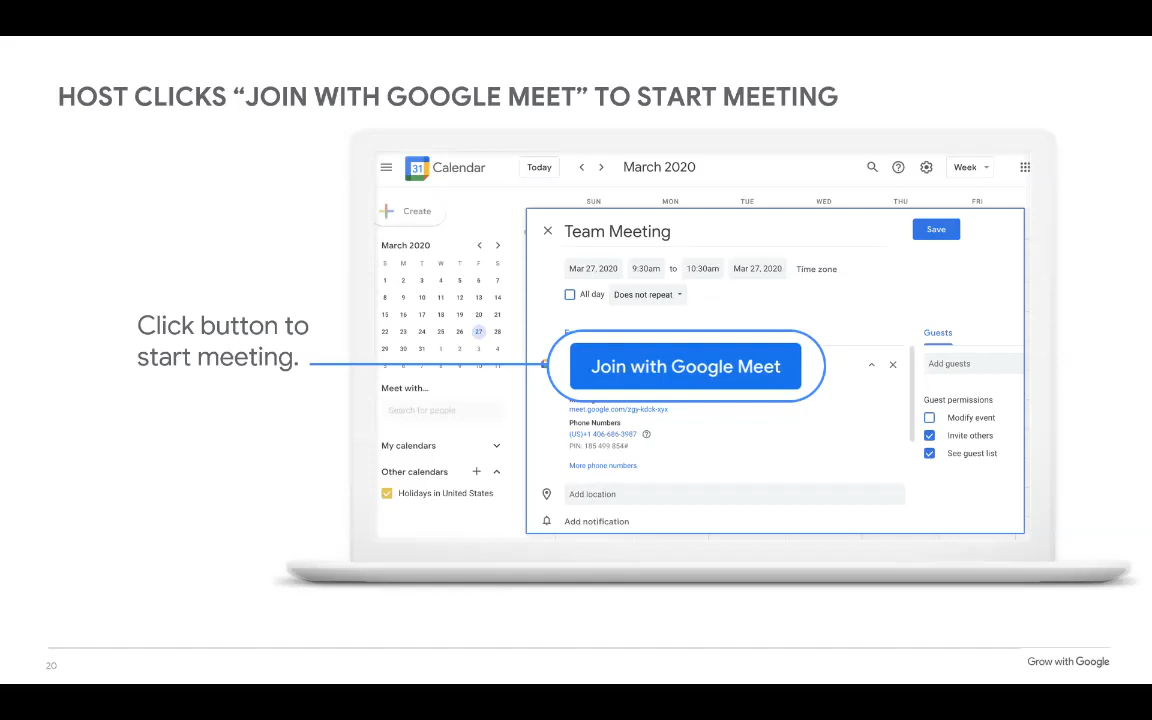 HOST CLICKS “JOIN WITH GOOGLE MEET” TO START MEETING
31 Calendar
Today
March 2020
Week
Create
SUN MON TUE WED THU FRI
March 2020
S M T W T F S
1 2 3 4 5 6 7
8 9 10 11 12 13 14
15 16 17 18 19 20 21
22 23 24 25 26 27 28
29 30 31 1 2 3 4
Meet with...
Search for people
My calendars
Other calendars
Holidays in United States
Team Meeting
Save
Mar 27, 2020 9:30am to 10:30am Mar 27, 2020 Time zone
All day Does not repeat
Click button to
start meeting.
Join with Google Meet
meet.google.com/zgy-kdck-xyx
Phone Numbers
(US)+1 406-686-3987
PIN: 185 499 854#
More phone numbers
Add location
Add notification
Guests
Add guests
Guest permissions
Modify event
Invite others
See guest list
20
Grow with Google